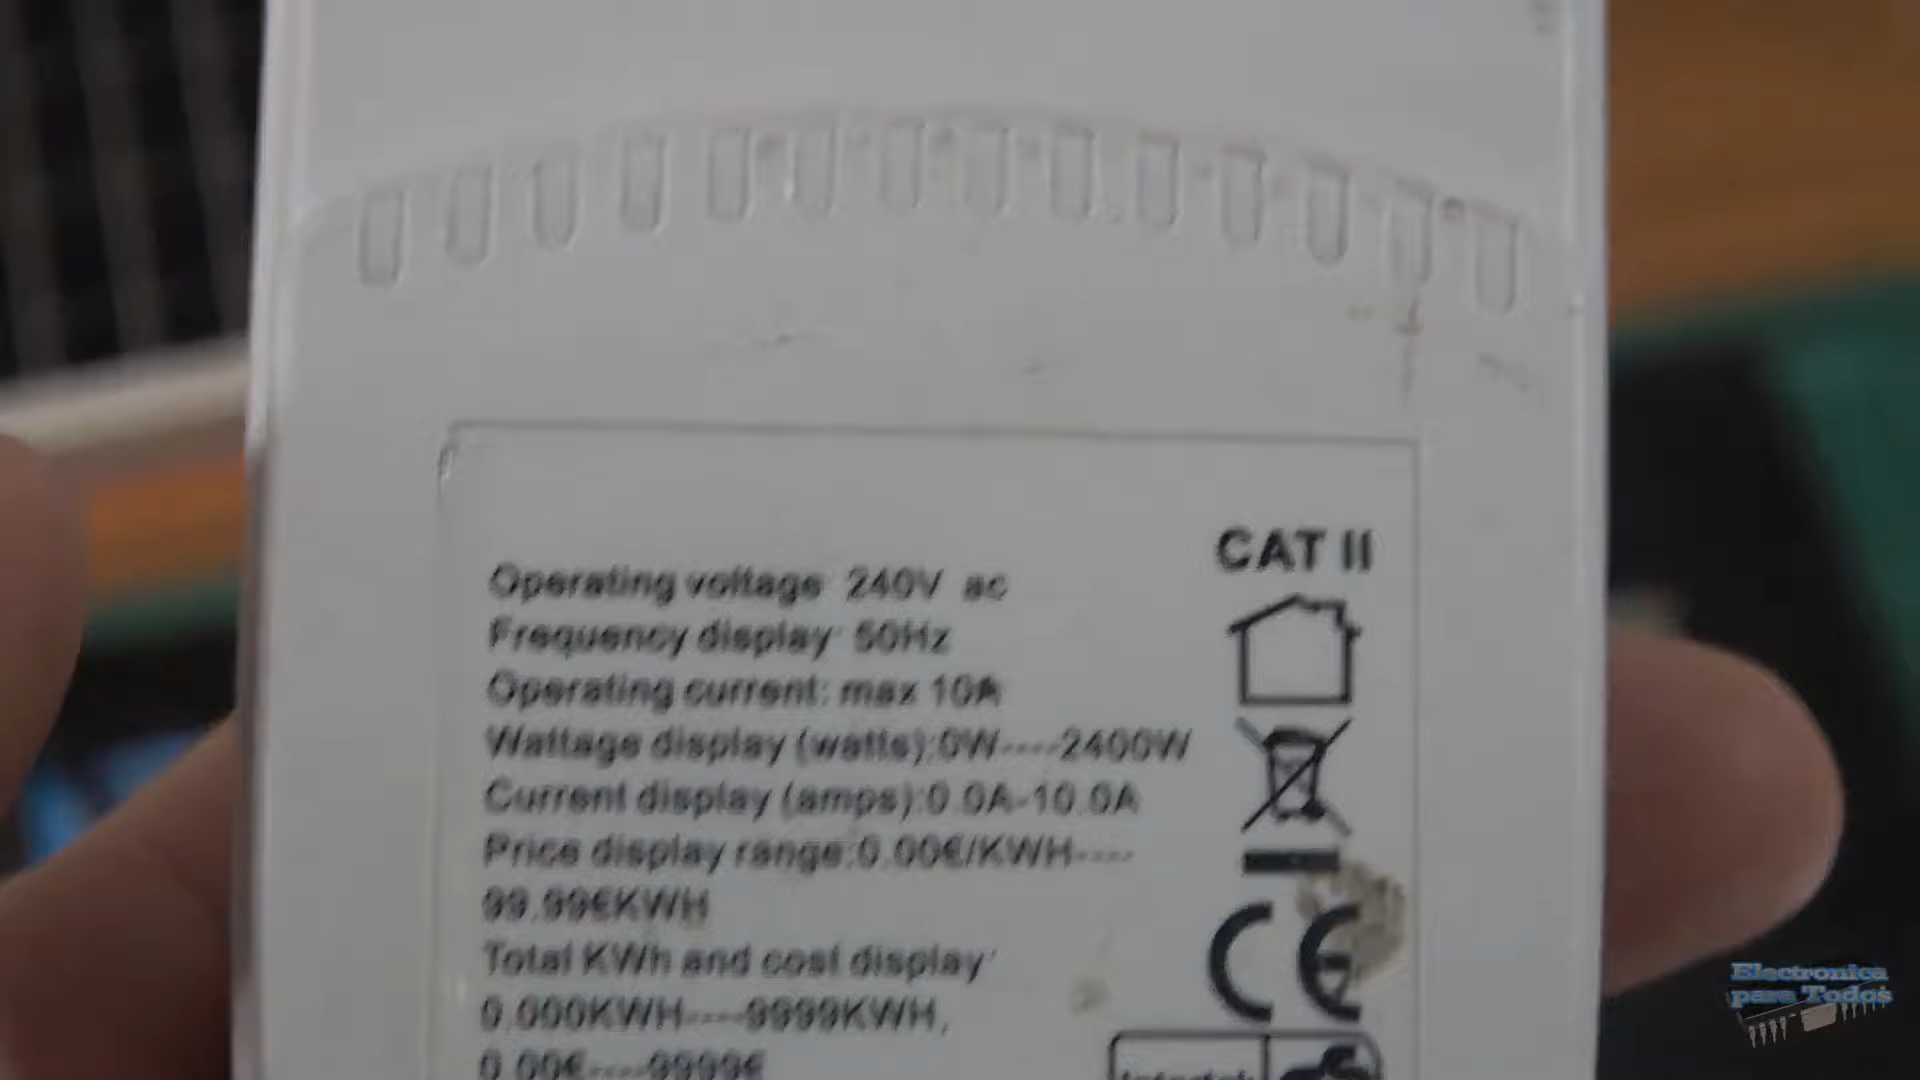 CAT II
Operating voltage: 240V ac
Frequency display: 50Hz
Operating current: max 10A
Wattage display (watts):0W----2400W
Current display (amps):0.0A-10.0A
Price display range:0.00€/KWH----
99.99€KWH
Total KWh and cost display:
0.000KWH----9999KWH,
0.00€----9999€
CE
Intertek
Electronica
para Todos